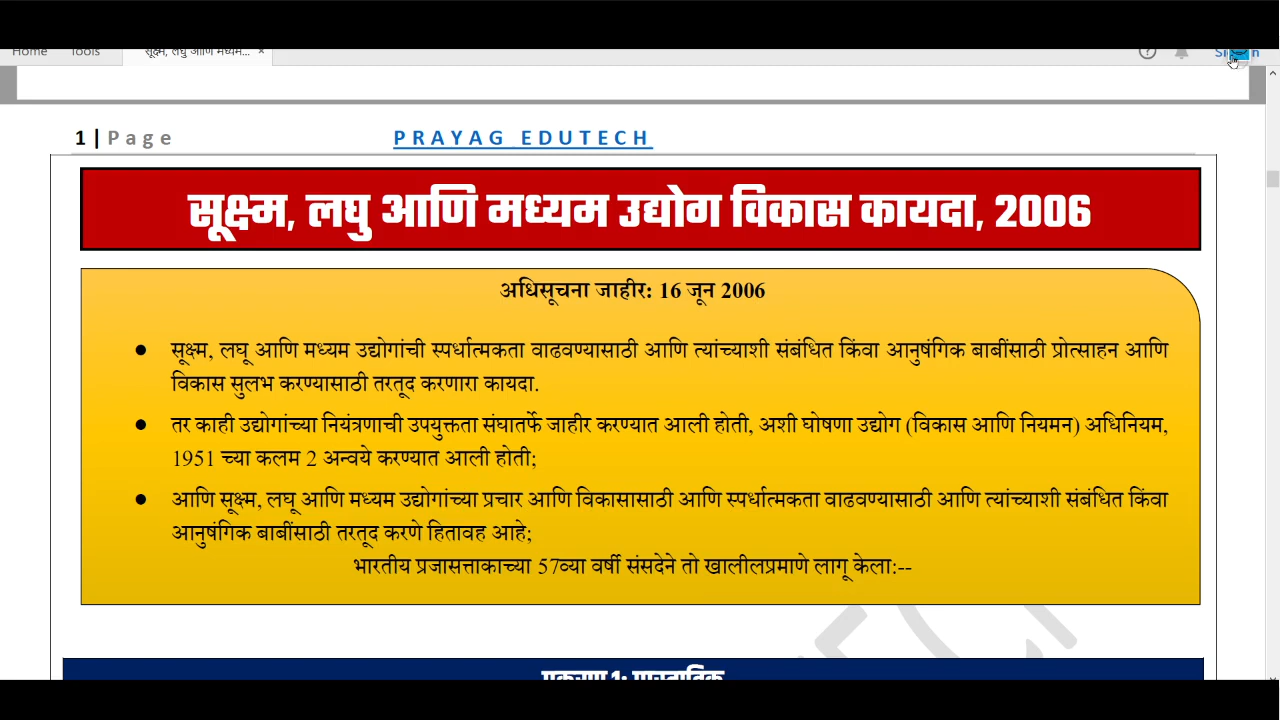 Home Tools सूक्ष्म, लघु आणि मध्यम... ×
1 | Page PRAYAG EDUTECH
सूक्ष्म, लघु आणि मध्यम उद्योग विकास कायदा, 2006
अधिसूचना जाहीर: 16 जून 2006
● सूक्ष्म, लघू आणि मध्यम उद्योगांची स्पर्धात्मकता वाढवण्यासाठी आणि त्यांच्याशी संबंधित किंवा आनुषंगिक बाबींसाठी प्रोत्साहन आणि
विकास सुलभ करण्यासाठी तरतूद करणारा कायदा.
● तर काही उद्योगांच्या नियंत्रणाची उपयुक्तता संघातर्फे जाहीर करण्यात आली होती, अशी घोषणा उद्योग (विकास आणि नियमन) अधिनियम,
1951 च्या कलम 2 अन्वये करण्यात आली होती;
● आणि सूक्ष्म, लघू आणि मध्यम उद्योगांच्या प्रचार आणि विकासासाठी आणि स्पर्धात्मकता वाढवण्यासाठी आणि त्यांच्याशी संबंधित किंवा
आनुषंगिक बाबींसाठी तरतूद करणे हितावह आहे;
भारतीय प्रजासत्ताकाच्या 57व्या वर्षी संसदेने तो खालीलप्रमाणे लागू केला:--
प्रकरण 1: प्रास्ताविक